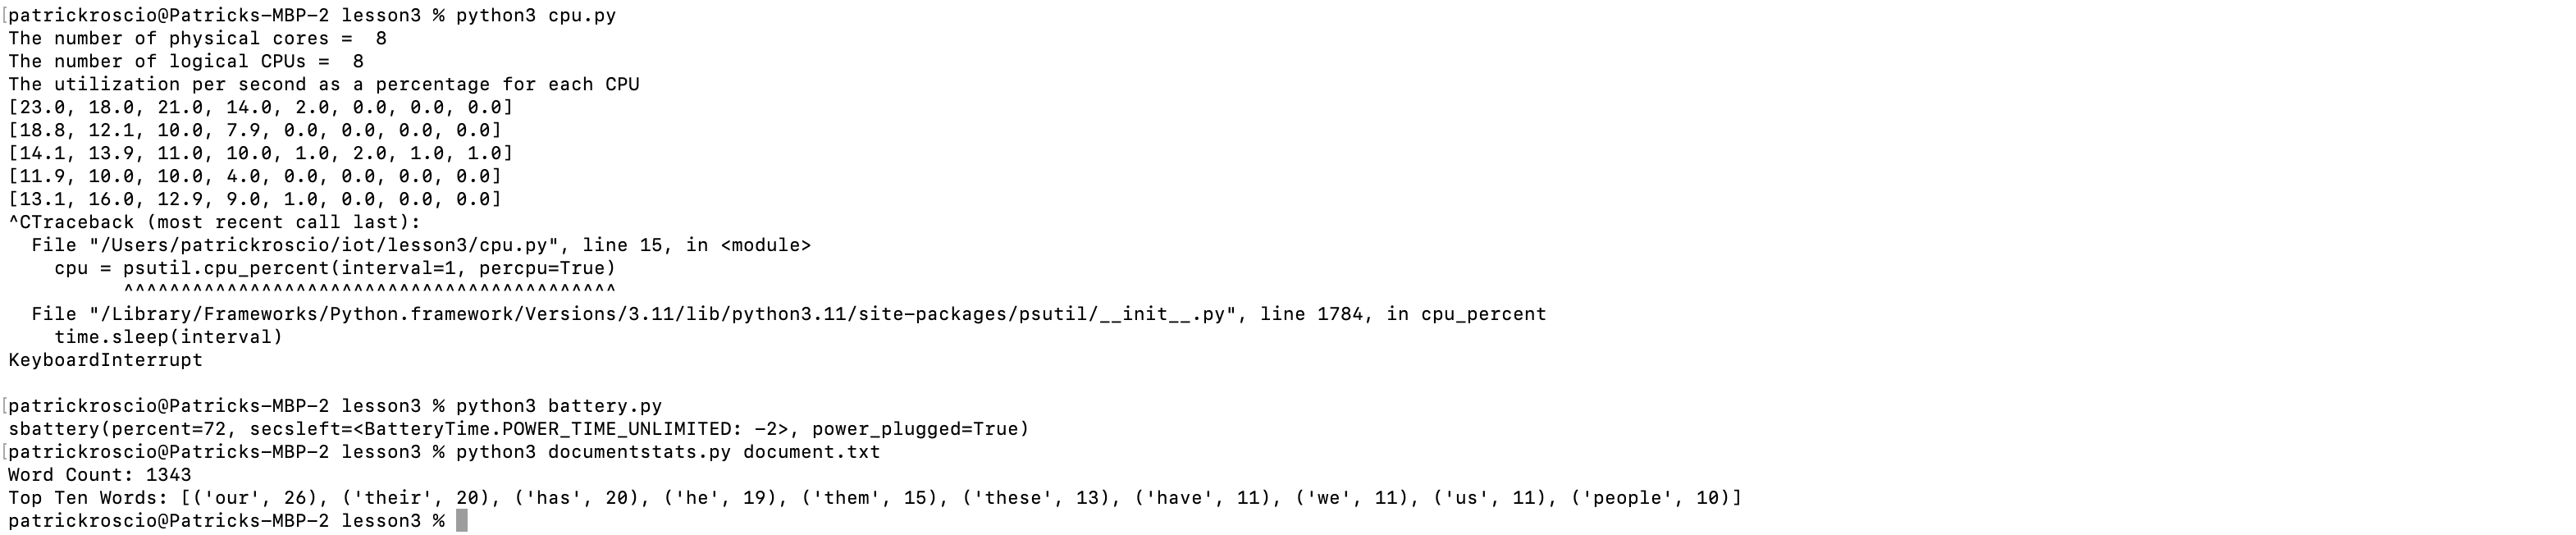 [patrickroscio@Patricks-MBP-2 lesson3 % python3 cpu.py
The number of physical cores =  8
The number of logical CPUs =  8
The utilization per second as a percentage for each CPU
[23.0, 18.0, 21.0, 14.0, 2.0, 0.0, 0.0, 0.0]
[18.8, 12.1, 10.0, 7.9, 0.0, 0.0, 0.0, 0.0]
[14.1, 13.9, 11.0, 10.0, 1.0, 2.0, 1.0, 1.0]
[11.9, 10.0, 10.0, 4.0, 0.0, 0.0, 0.0, 0.0]
[13.1, 16.0, 12.9, 9.0, 1.0, 0.0, 0.0, 0.0]
^CTraceback (most recent call last):
  File "/Users/patrickroscio/iot/lesson3/cpu.py", line 15, in <module>
    cpu = psutil.cpu_percent(interval=1, percpu=True)
          ^^^^^^^^^^^^^^^^^^^^^^^^^^^^^^^^^^^^^^^^^^^
  File "/Library/Frameworks/Python.framework/Versions/3.11/lib/python3.11/site-packages/psutil/__init__.py", line 1784, in cpu_percent
    time.sleep(interval)
KeyboardInterrupt

[patrickroscio@Patricks-MBP-2 lesson3 % python3 battery.py
sbattery(percent=72, secsleft=<BatteryTime.POWER_TIME_UNLIMITED: -2>, power_plugged=True)
[patrickroscio@Patricks-MBP-2 lesson3 % python3 documentstats.py document.txt
Word Count: 1343
Top Ten Words: [('our', 26), ('their', 20), ('has', 20), ('he', 19), ('them', 15), ('these', 13), ('have', 11), ('we', 11), ('us', 11), ('people', 10)]
patrickroscio@Patricks-MBP-2 lesson3 %